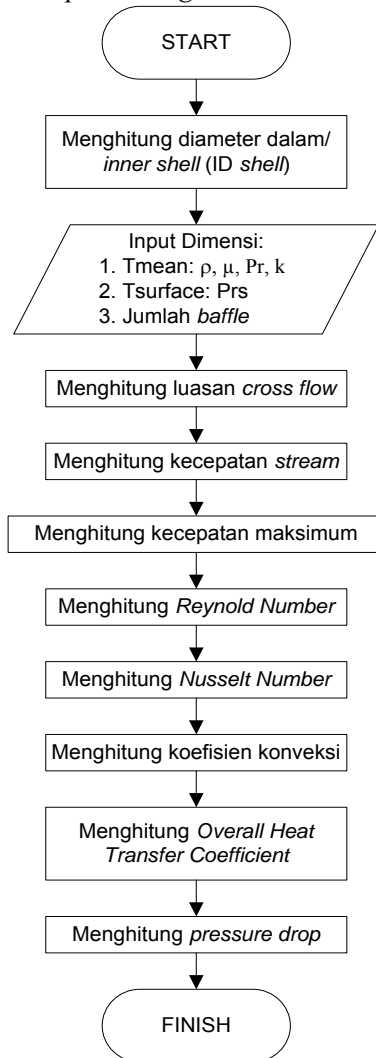 START
Menghitung diameter dalam/
inner shell (ID shell)
Input Dimensi:
1. Tmean: ρ, µ, Pr, k
2. Tsurface: Prs
3. Jumlah baffle
Menghitung luasan cross flow
Menghitung kecepatan stream
Menghitung kecepatan maksimum
Menghitung Reynold Number
Menghitung Nusselt Number
Menghitung koefisien konveksi
Menghitung Overall Heat
Transfer Coefficient
Menghitung pressure drop
FINISH